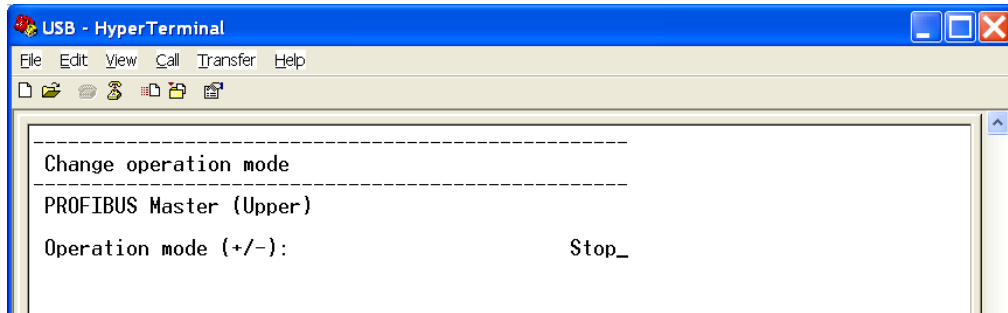 USB - HyperTerminal
File Edit View Call Transfer Help
--------------------------------------------------
Change operation mode
--------------------------------------------------
PROFIBUS Master (Upper)
Operation mode (+/-): Stop_